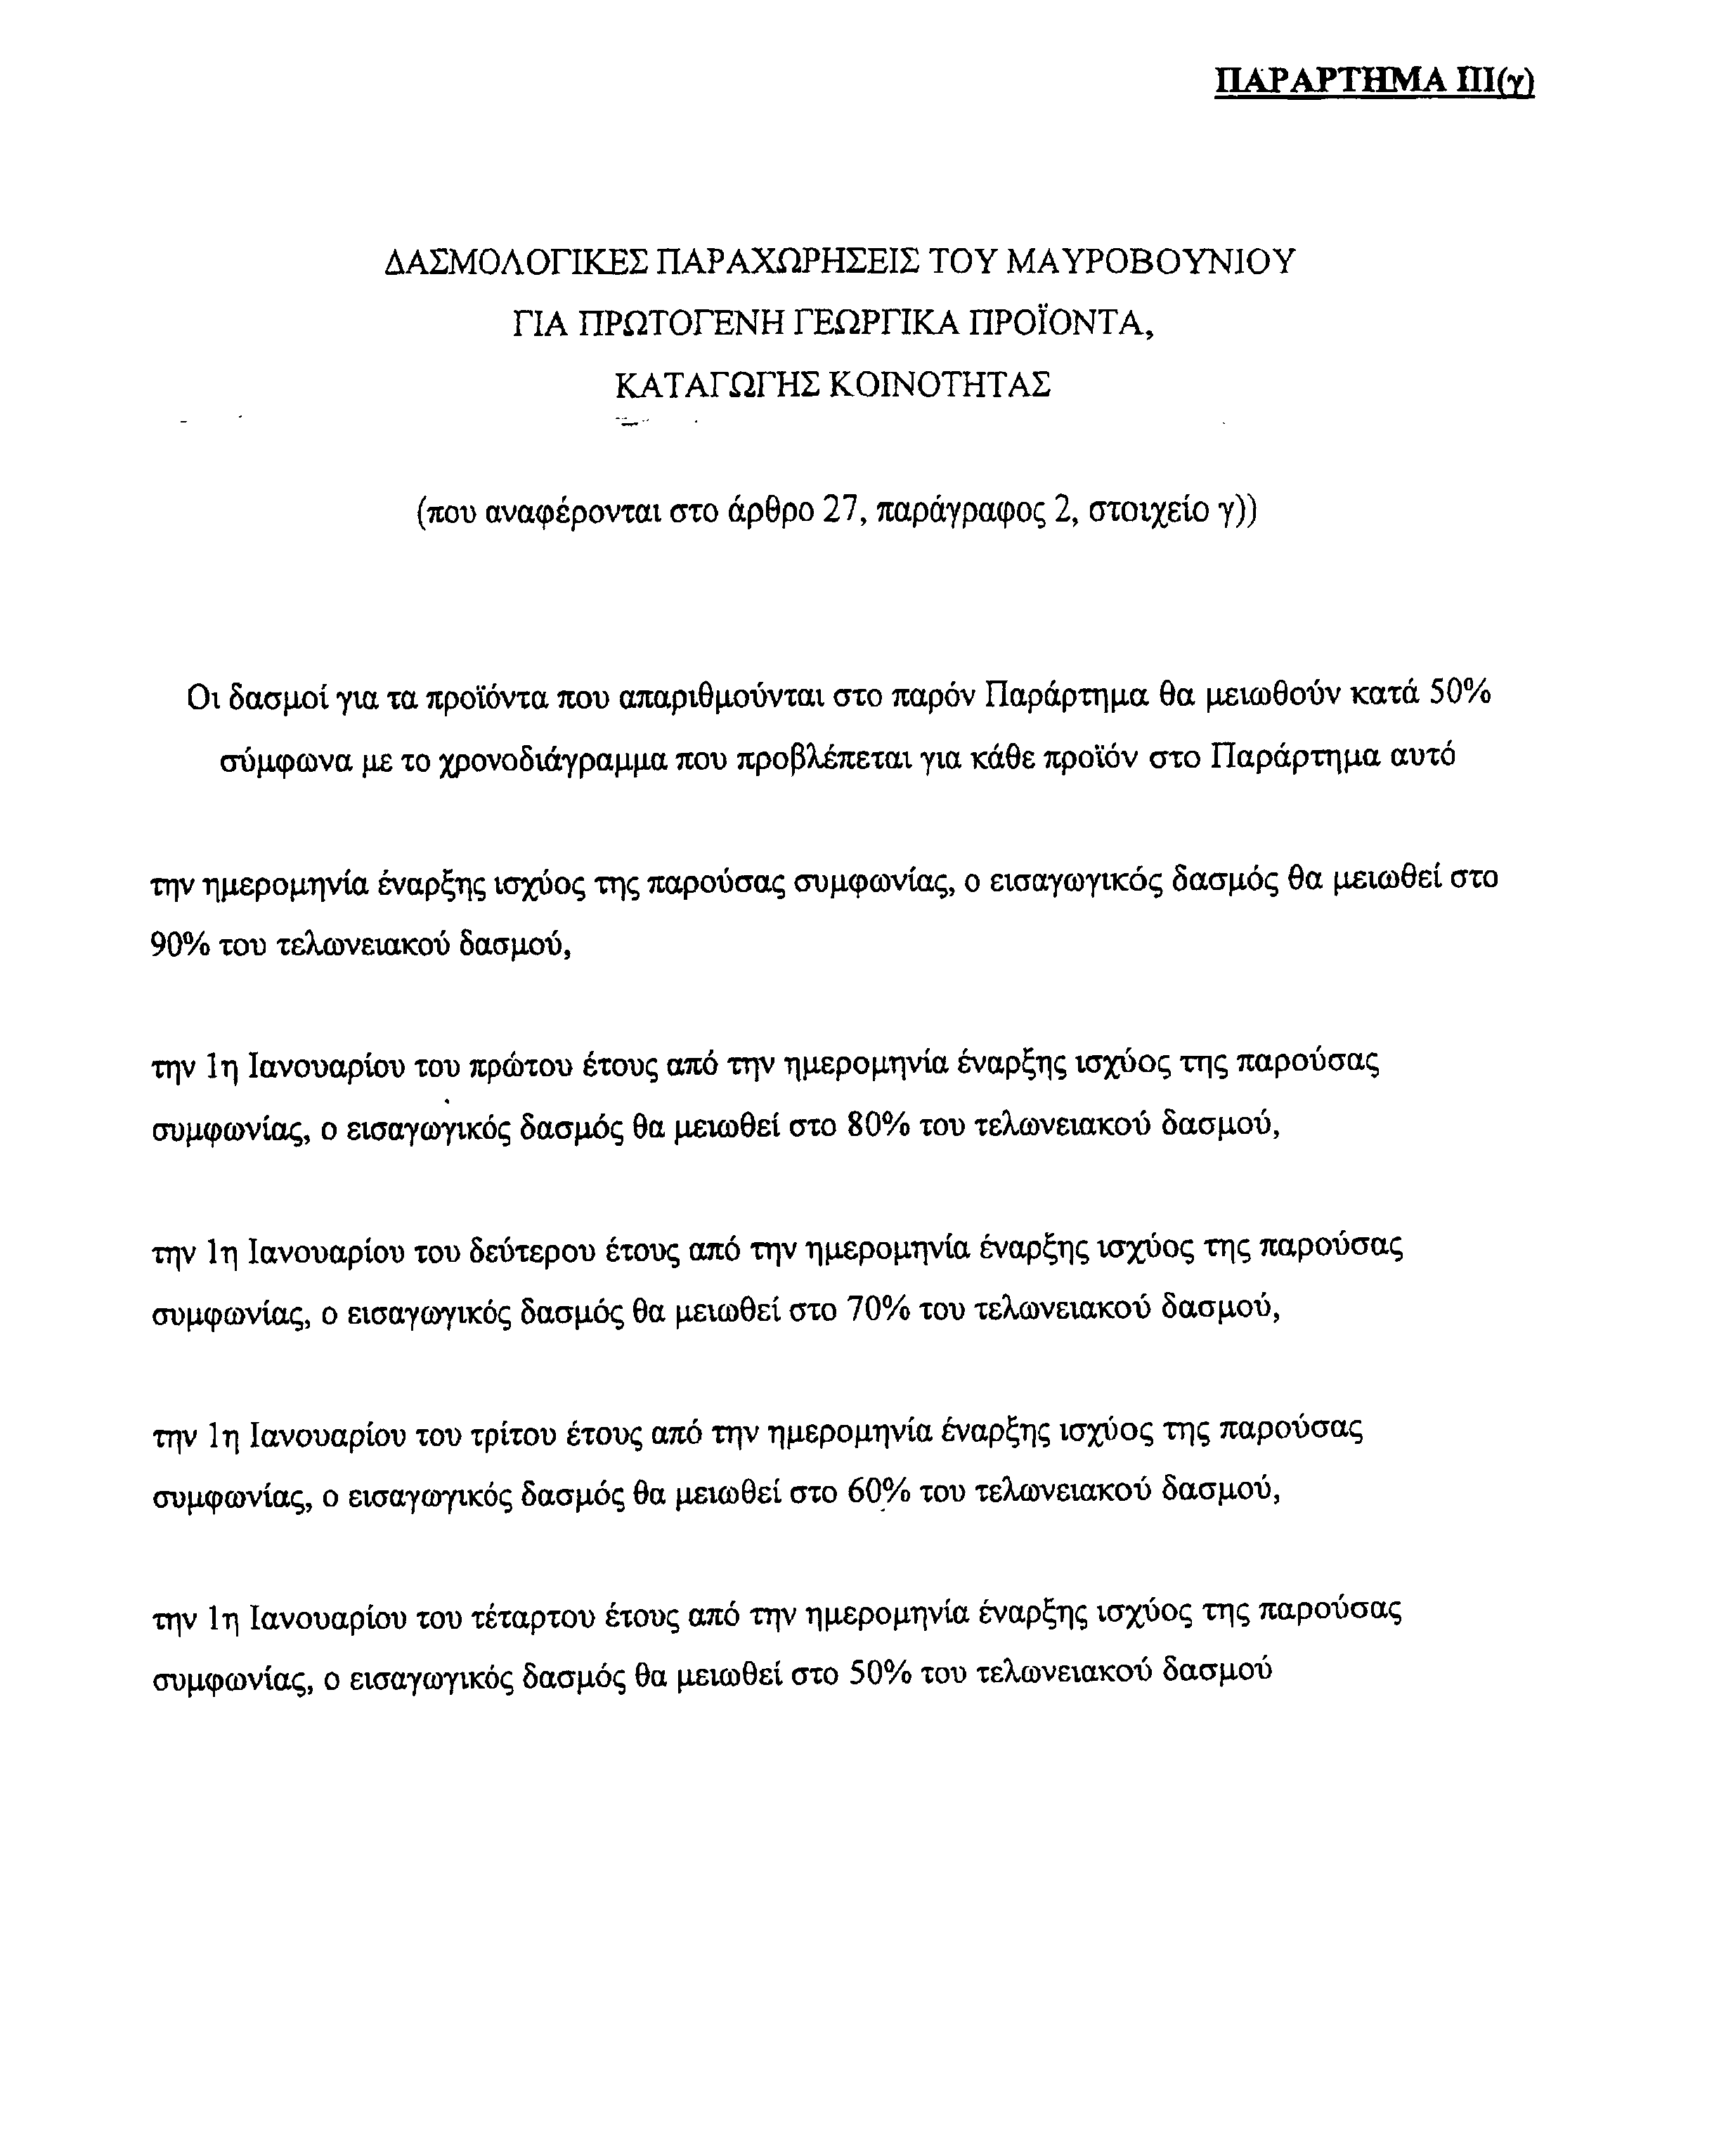 ΠΑΡΑΡΤΗΜΑ ΙΙΙ(γ)
ΔΑΣΜΟΛΟΓΙΚΕΣ ΠΑΡΑΧΩΡΗΣΕΙΣ ΤΟΥ ΜΑΥΡΟΒΟΥΝΙΟΥ
ΓΙΑ ΠΡΩΤΟΓΕΝΗ ΓΕΩΡΓΙΚΑ ΠΡΟΪΟΝΤΑ,
ΚΑΤΑΓΩΓΗΣ ΚΟΙΝΟΤΗΤΑΣ
(που αναφέρονται στο άρθρο 27, παράγραφος 2, στοιχείο γ))
Οι δασμοί για τα προϊόντα που απαριθμούνται στο παρόν Παράρτημα θα μειωθούν κατά 50%
σύμφωνα με το χρονοδιάγραμμα που προβλέπεται για κάθε προϊόν στο Παράρτημα αυτό
την ημερομηνία έναρξης ισχύος της παρούσας συμφωνίας, ο εισαγωγικός δασμός θα μειωθεί στο
90% του τελωνειακού δασμού,
την 1η Ιανουαρίου του πρώτου έτους από την ημερομηνία έναρξης ισχύος της παρούσας
συμφωνίας, ο εισαγωγικός δασμός θα μειωθεί στο 80% του τελωνειακού δασμού,
την 1η Ιανουαρίου του δεύτερου έτους από την ημερομηνία έναρξης ισχύος της παρούσας
συμφωνίας, ο εισαγωγικός δασμός θα μειωθεί στο 70% του τελωνειακού δασμού,
την 1η Ιανουαρίου του τρίτου έτους από την ημερομηνία έναρξης ισχύος της παρούσας
συμφωνίας, ο εισαγωγικός δασμός θα μειωθεί στο 60% του τελωνειακού δασμού,
την 1η Ιανουαρίου του τέταρτου έτους από την ημερομηνία έναρξης ισχύος της παρούσας
συμφωνίας, ο εισαγωγικός δασμός θα μειωθεί στο 50% του τελωνειακού δασμού